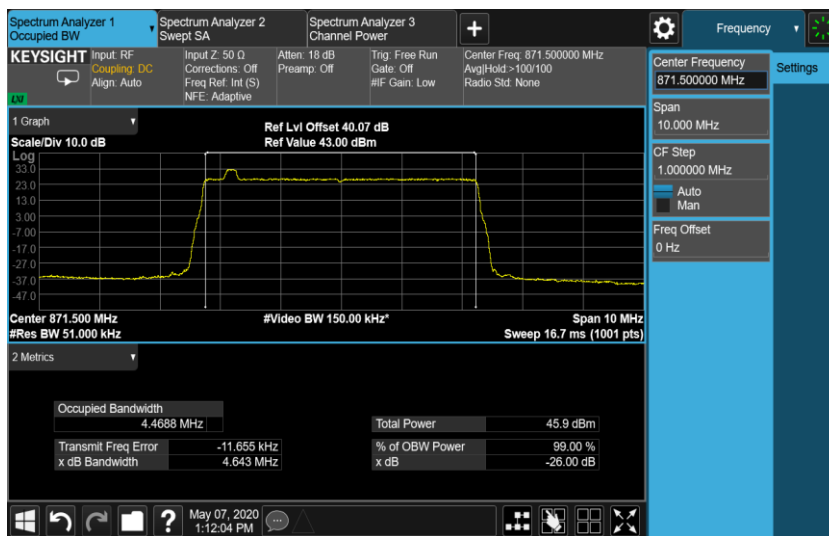 Spectrum Analyzer 1
Occupied BW
Spectrum Analyzer 2
Swept SA
Spectrum Analyzer 3
Channel Power
+
Frequency
KEYSIGHT
Input: RF
Coupling: DC
Align: Auto
Input Z: 50 Ω
Corrections: Off
Freq Ref: Int (S)
NFE: Adaptive
Atten: 18 dB
Preamp: Off
Trig: Free Run
Gate: Off
#IF Gain: Low
Center Freq: 871.500000 MHz
Avg|Hold:>100/100
Radio Std: None
LXI
Center Frequency
871.500000 MHz
Settings
Span
10.000 MHz
CF Step
1.000000 MHz
Auto
Man
Freq Offset
0 Hz
1 Graph
Scale/Div 10.0 dB
Ref Lvl Offset 40.07 dB
Ref Value 43.00 dBm
Log
33.0
23.0
13.0
3.00
-7.00
-17.0
-27.0
-37.0
-47.0
Center 871.500 MHz
#Res BW 51.000 kHz
#Video BW 150.00 kHz*
Span 10 MHz
Sweep 16.7 ms (1001 pts)
2 Metrics
Occupied Bandwidth
4.4688 MHz
Total Power 45.9 dBm
Transmit Freq Error -11.655 kHz
% of OBW Power 99.00 %
x dB Bandwidth 4.643 MHz
x dB -26.00 dB
?
May 07, 2020
1:12:04 PM